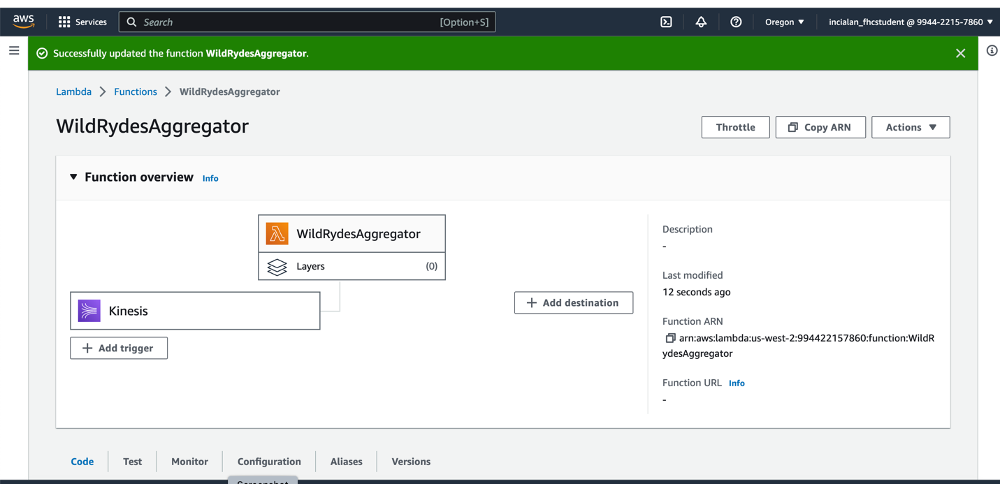 aws Services Search [Option+S] Oregon ▼ incialan_fhcstudent @ 9944-2215-7860 ▼
Successfully updated the function WildRydesAggregator.
Lambda > Functions > WildRydesAggregator
WildRydesAggregator
Throttle Copy ARN Actions ▼
▼ Function overview Info
WildRydesAggregator
Layers (0)
Kinesis
+ Add trigger
+ Add destination
Description
-
Last modified
12 seconds ago
Function ARN
arn:aws:lambda:us-west-2:994422157860:function:WildR
ydesAggregator
Function URL Info
-
Code Test Monitor Configuration Aliases Versions